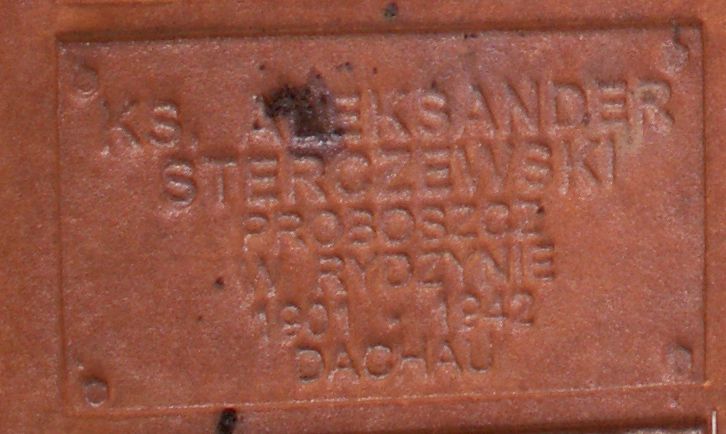 KS. ALEKSANDER
STERCZEWSKI
PROBOSZCZ
W RYDZYNIE
1901 - 1942
DACHAU